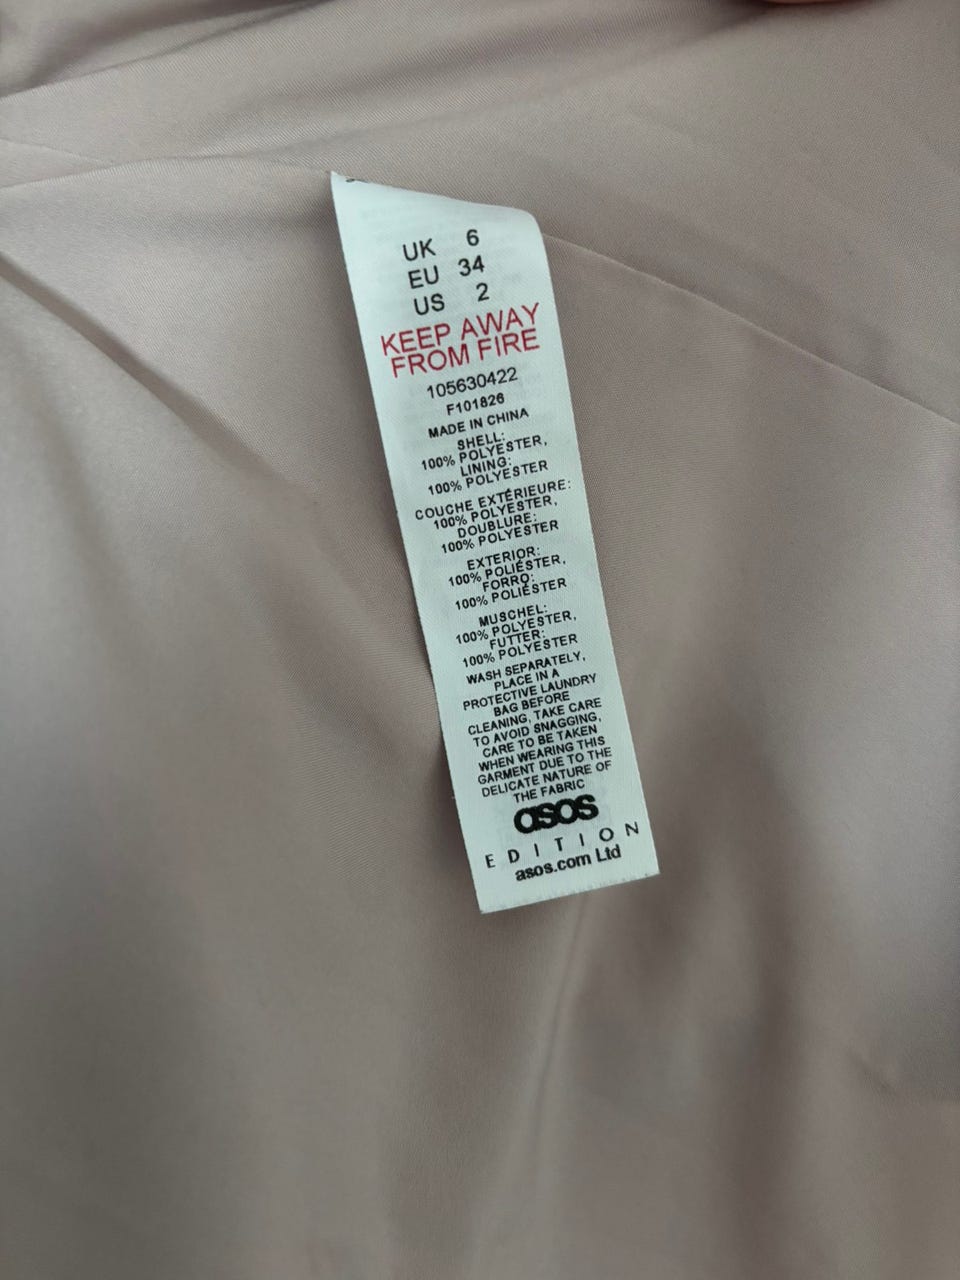 UK 6
EU 34
US 2
KEEP AWAY
FROM FIRE
105630422
F101826
MADE IN CHINA
SHELL:
100% POLYESTER,
LINING:
100% POLYESTER
COUCHE EXTÉRIEURE:
100% POLYESTER,
DOUBLURE:
100% POLYESTER
EXTERIOR:
100% POLIÉSTER,
FORRO:
100% POLIÉSTER
MUSCHEL:
100% POLYESTER,
FUTTER:
100% POLYESTER
WASH SEPARATELY,
PLACE IN A
PROTECTIVE LAUNDRY
BAG BEFORE
CLEANING, TAKE CARE
TO AVOID SNAGGING,
CARE TO BE TAKEN
WHEN WEARING THIS
GARMENT DUE TO THE
DELICATE NATURE OF
THE FABRIC
asos
EDITION
asos.com Ltd